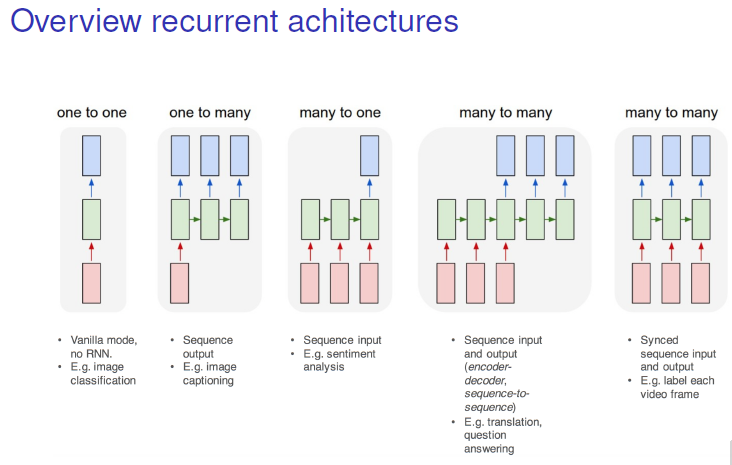 Overview recurrent achitectures
one to one
one to many
many to one
many to many
many to many
• Vanilla mode,
no RNN.
• E.g. image
classification
• Sequence
output
• E.g. image
captioning
• Sequence input
• E.g. sentiment
analysis
• Sequence input
and output
(encoder-
decoder,
sequence-to-
sequence)
• E.g. translation,
question
answering
• Synced
sequence input
and output
• E.g. label each
video frame